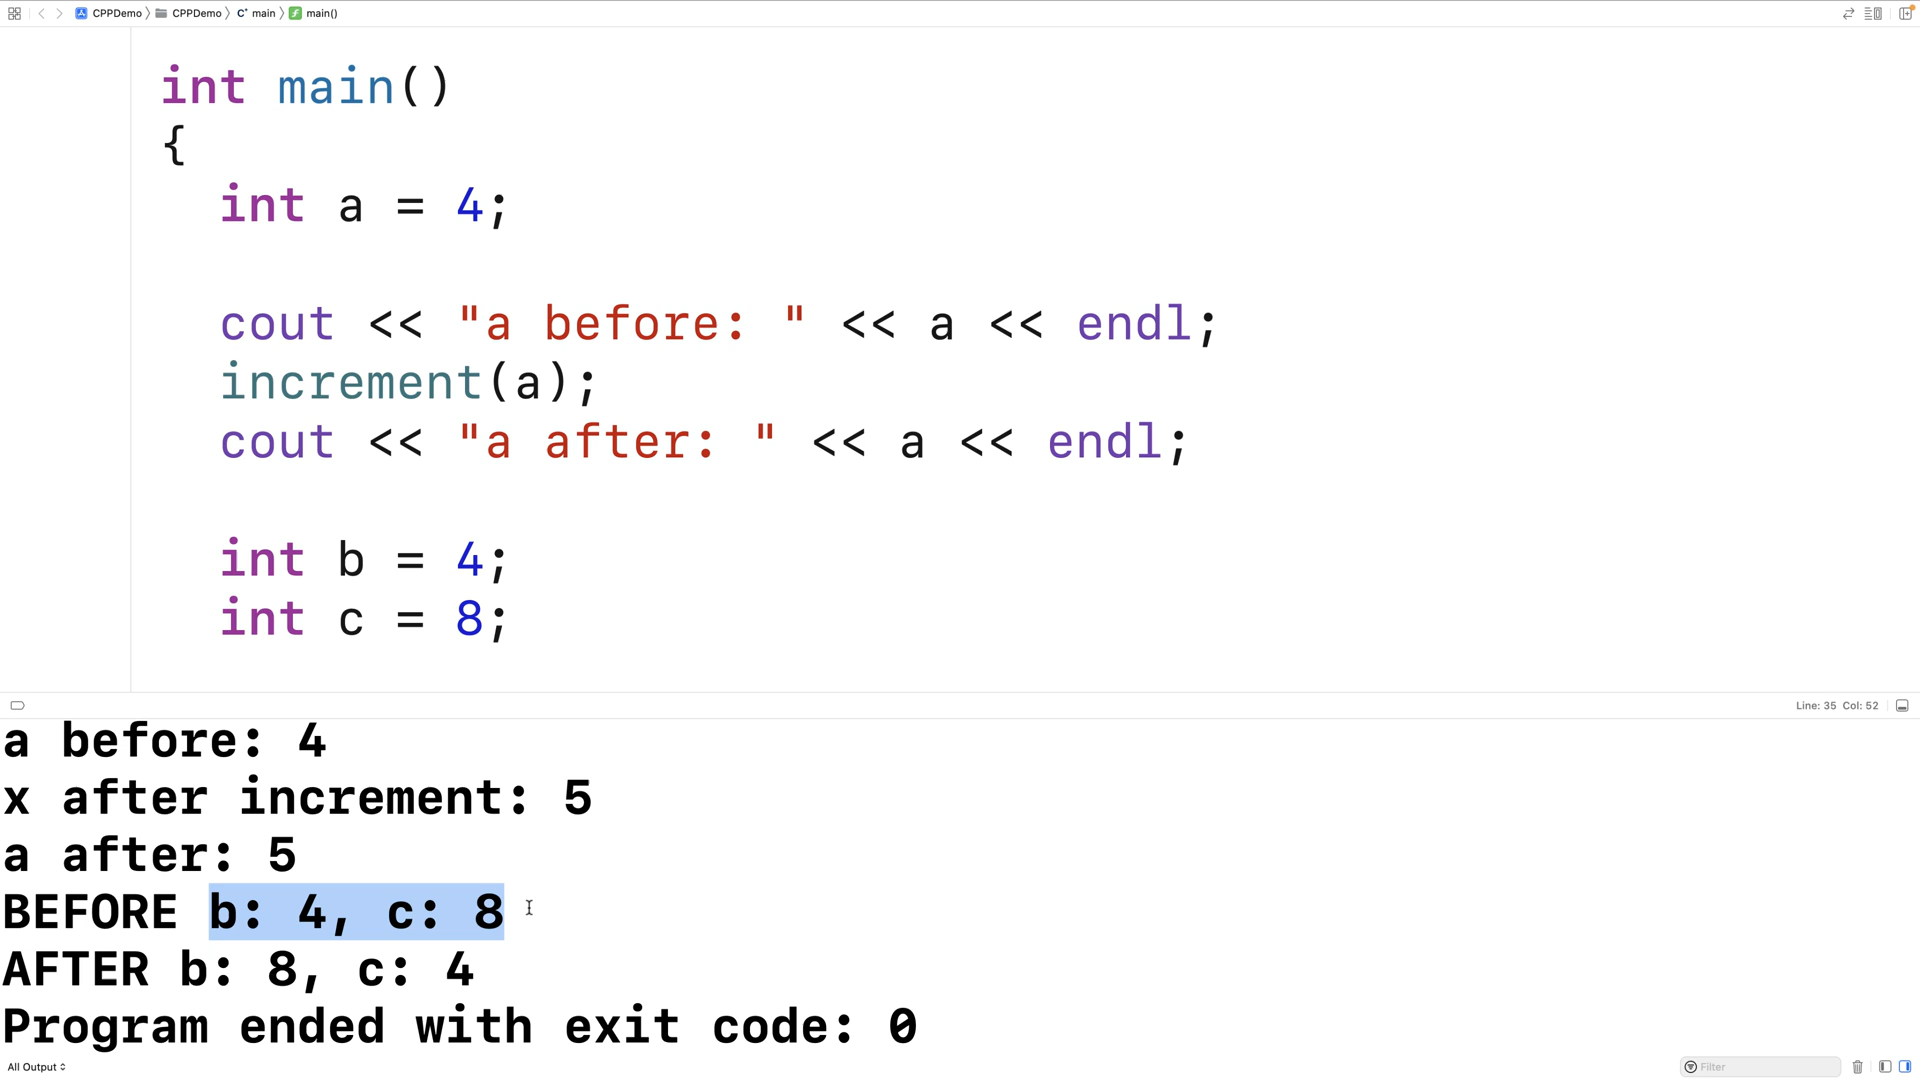 CPPDemo CPPDemo C+ main f main()
int main()
{
int a = 4;
cout << "a before: " << a << endl;
increment(a);
cout << "a after: " << a << endl;
int b = 4;
int c = 8;
Line: 35 Col: 52
a before: 4
x after increment: 5
a after: 5
BEFORE b: 4, c: 8
AFTER b: 8, c: 4
Program ended with exit code: 0
All Output Filter